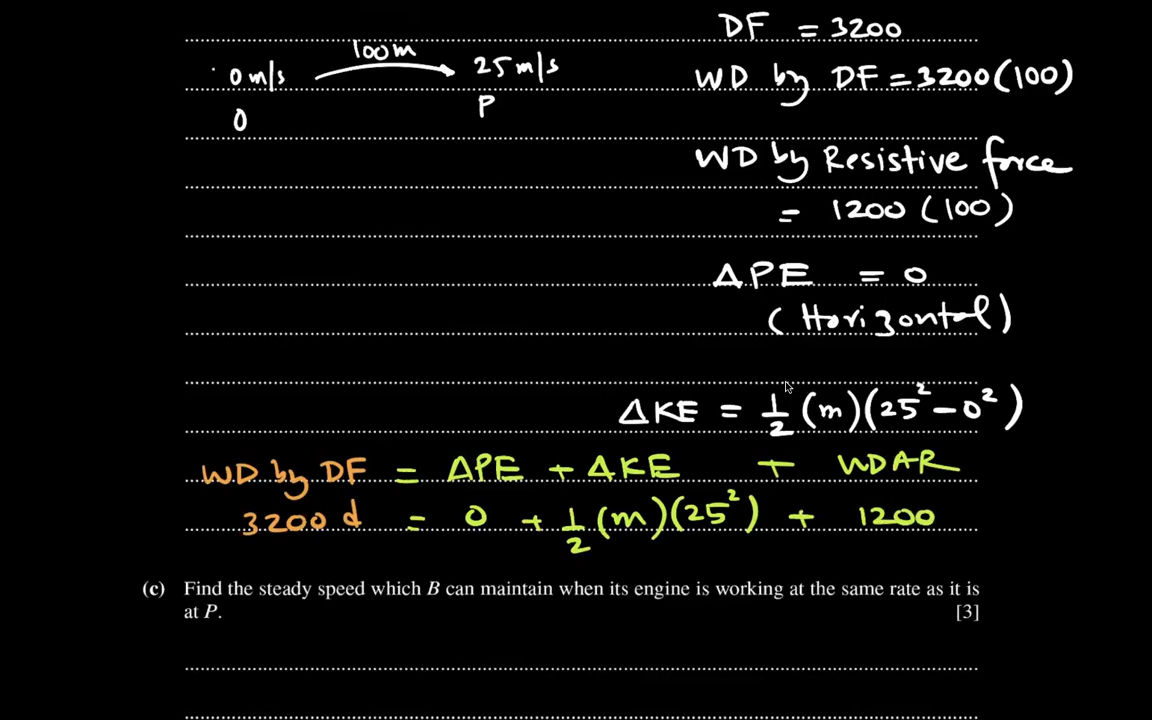 DF = 3200
0 m/s 100m 25 m/s
WD by DF = 3200 (100)
O P
WD by Resistive force
= 1200 (100)
ΔPE = 0
(Horizontal)
ΔKE = 1/2 (m)(25² - 0²)
WD by DF = ΔPE + ΔKE + WDAR
3200 d = 0 + 1/2 (m)(25²) + 1200
(c) Find the steady speed which B can maintain when its engine is working at the same rate as it is
at P. [3]